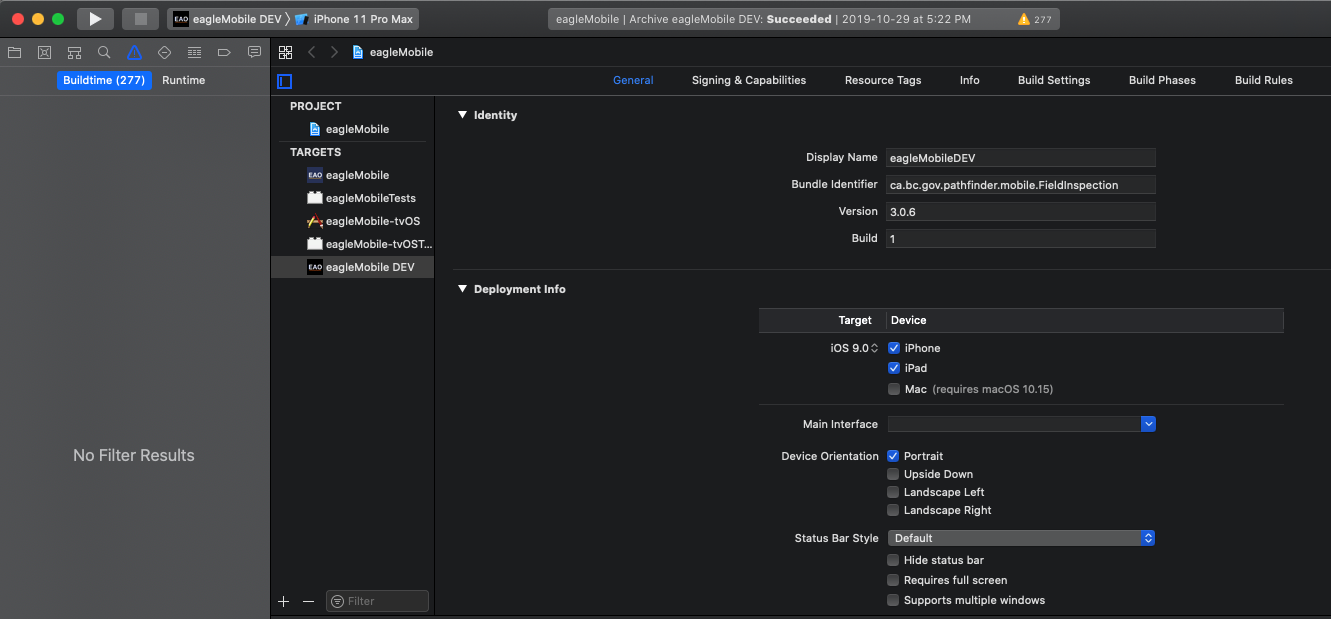 EAO eagleMobile DEV iPhone 11 Pro Max eagleMobile | Archive eagleMobile DEV: Succeeded | 2019-10-29 at 5:22 PM 277
eagleMobile
Buildtime (277) Runtime General Signing & Capabilities Resource Tags Info Build Settings Build Phases Build Rules
No Filter Results
PROJECT
eagleMobile
TARGETS
EAO eagleMobile
eagleMobileTests
eagleMobile-tvOS
eagleMobile-tvOST...
EAO eagleMobile DEV
Filter
Identity
Display Name eagleMobileDEV
Bundle Identifier ca.bc.gov.pathfinder.mobile.FieldInspection
Version 3.0.6
Build 1
Deployment Info
Target Device
iOS 9.0 iPhone
iPad
Mac (requires macOS 10.15)
Main Interface
Device Orientation Portrait
Upside Down
Landscape Left
Landscape Right
Status Bar Style Default
Hide status bar
Requires full screen
Supports multiple windows